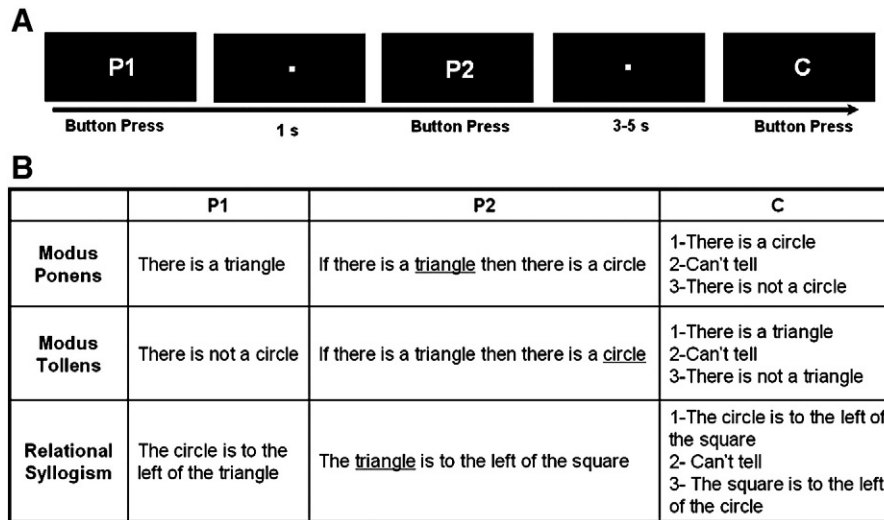 A
P1
P2
C
Button Press
1 s
Button Press
3-5 s
Button Press
B
P1
P2
C
Modus
Ponens
There is a triangle
If there is a triangle then there is a circle
1-There is a circle
2-Can't tell
3-There is not a circle
Modus
Tollens
There is not a circle
If there is a triangle then there is a circle
1-There is a triangle
2-Can't tell
3-There is not a triangle
Relational
Syllogism
The circle is to the
left of the triangle
The triangle is to the left of the square
1-The circle is to the left of
the square
2- Can't tell
3- The square is to the left
of the circle